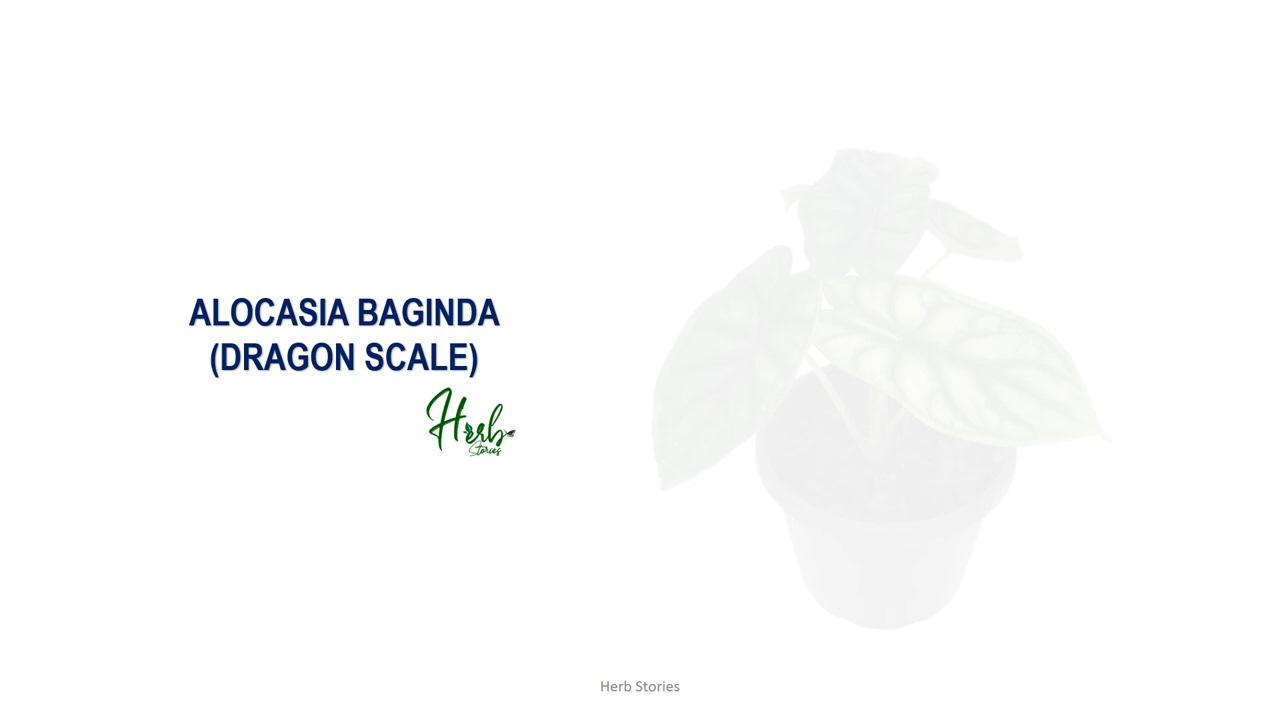 ALOCASIA BAGINDA
(DRAGON SCALE)
Herb
Stories
Herb Stories